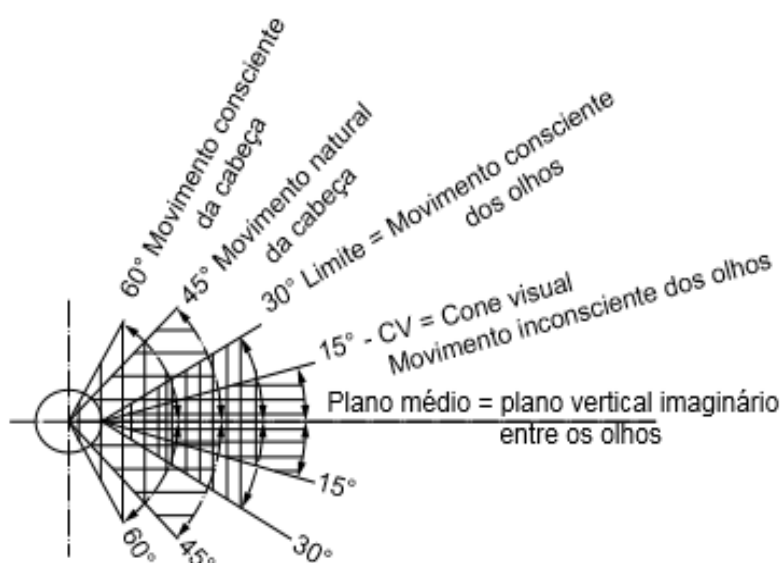 60° Movimento consciente
da cabeça
45° Movimento natural
da cabeça
30° Limite = Movimento consciente
dos olhos
15° - CV = Cone visual
Movimento inconsciente dos olhos
Plano médio = plano vertical imaginário
entre os olhos
15°
30°
45°
60°